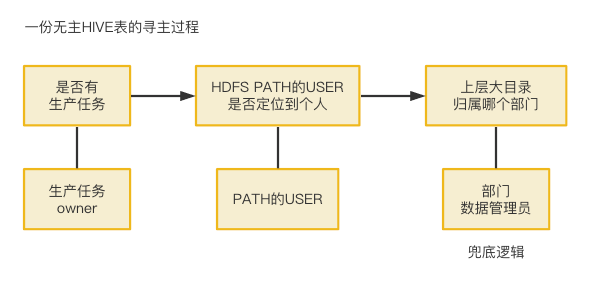 一份无主HIVE表的寻主过程
是否有
生产任务
HDFS PATH的USER
是否定位到个人
上层大目录
归属哪个部门
生产任务
owner
PATH的USER
部门
数据管理员
兜底逻辑